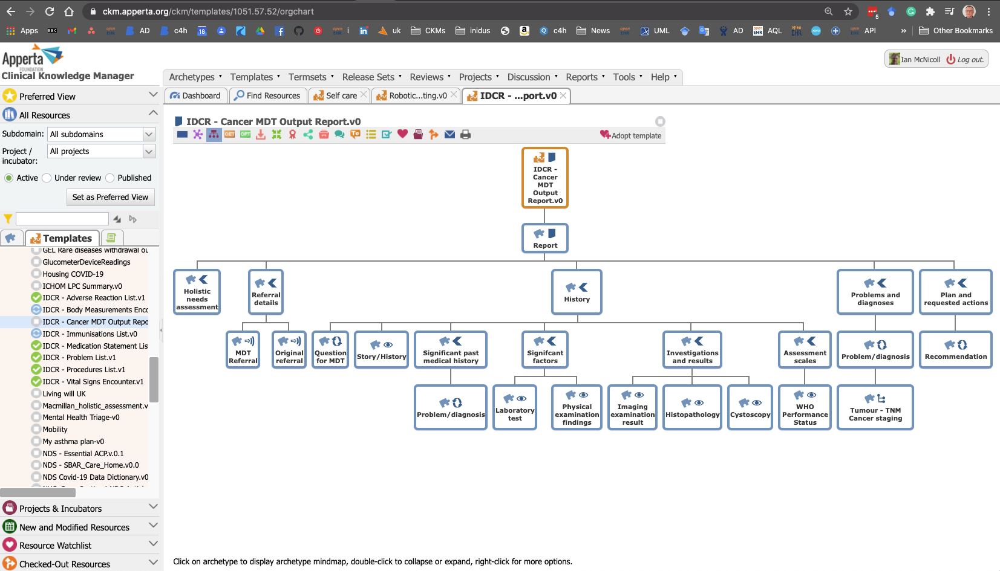 ckm.apperta.org/ckm/templates/1051.57.52/orgchart
5
Apps BBC AD c4h 18 i in uk CKMs inidus a c4h News UML AD AQL API » Other Bookmarks
Apperta
FOUNDATION
Clinical Knowledge Manager
Ian McNicoll Log out.
Archetypes Templates Termsets Release Sets Reviews Projects Discussion Reports Tools Help
Dashboard Find Resources Self care Robotic...ting.v0 IDCR - ...port.v0
Preferred View
All Resources
Subdomain: All subdomains
Project / incubator: All projects
Active Under review Published
Set as Preferred View
Templates
GEL Rare diseases withdrawal ou
GlucometerDeviceReadings
Housing COVID-19
ICHOM LPC Summary.v0
IDCR - Adverse Reaction List.v1
IDCR - Body Measurements Enco
IDCR - Cancer MDT Output Repo
IDCR - Immunisations List.v0
IDCR - Medication Statement Lis
IDCR - Problem List.v1
IDCR - Procedures List.v1
IDCR - Vital Signs Encounter.v1
Living will UK
Macmillan_holistic_assessment.v
Mental Health Triage-v0
Mobility
My asthma plan-v0
NDS - Essential ACP.v.0.1
NDS - SBAR_Care_Home.v0.0
NDS Covid-19 Data Dictionary.v0
Projects & Incubators
New and Modified Resources
Resource Watchlist
Checked-Out Resources
IDCR - Cancer MDT Output Report.v0
OET OPT Te Adopt template
IDCR -
Cancer
MDT
Output
Report.v0
Report
Holistic
needs
assessment
Referral
details
History
Problems and
diagnoses
Plan and
requested actions
MDT
Referral
Original
referral
Question
for MDT
Story/History
Significant past
medical history
Signifcant
factors
Investigations
and results
Assessment
scales
Problem/diagnosis
Recommendation
Problem/diagnosis
Laboratory
test
Physical
examination
findings
Imaging
examination
result
Histopathology
Cystoscopy
WHO
Performance
Status
Tumour - TNM
Cancer staging
Click on archetype to display archetype mindmap, double-click to collapse or expand, right-click for more options.